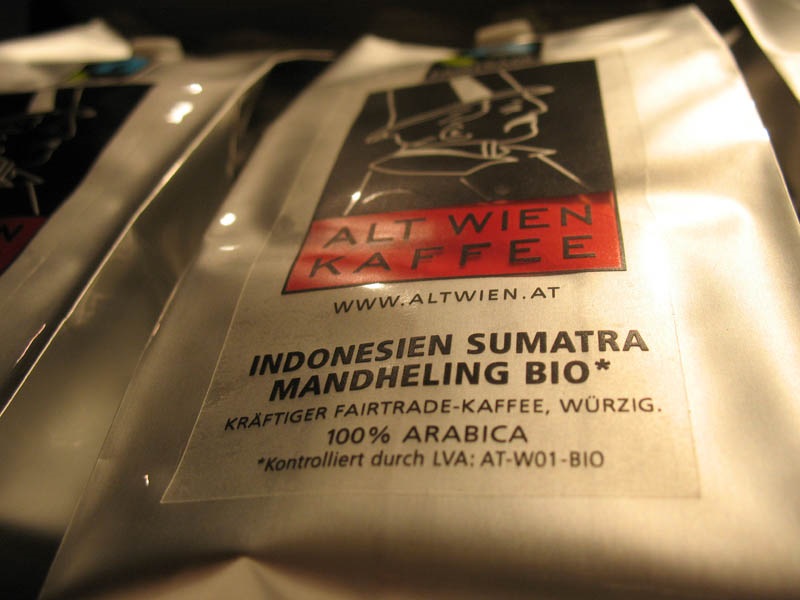 ALT WIEN
KAFFEE
WWW.ALTWIEN.AT
INDONESIEN SUMATRA
MANDHELING BIO*
KRÄFTIGER FAIRTRADE-KAFFEE, WÜRZIG.
100% ARABICA
*Kontrolliert durch LVA: AT-W01-BIO